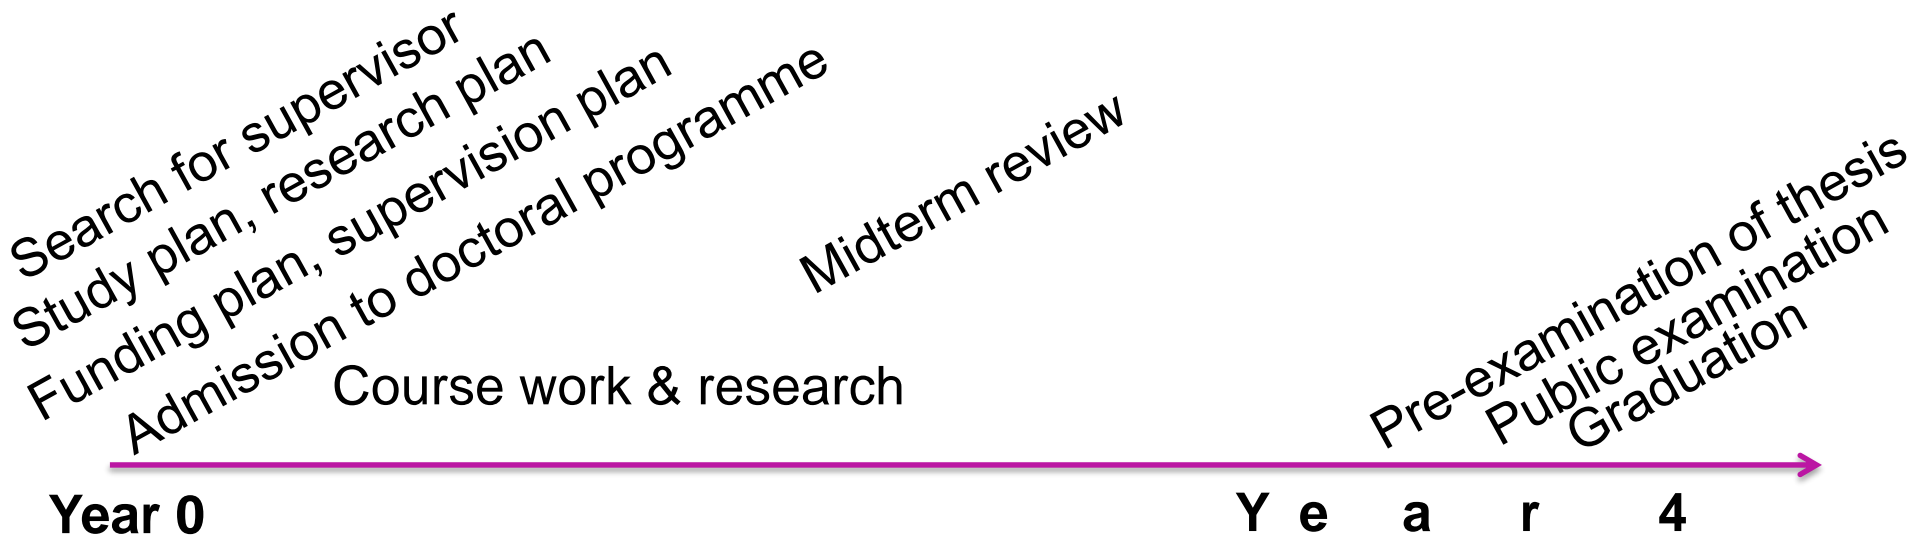 Search for supervisor
Study plan, research plan
Funding plan, supervision plan
Admission to doctoral programme
Course work & research
Midterm review
Pre-examination of thesis
Public examination
Graduation
Year 0
Year 4